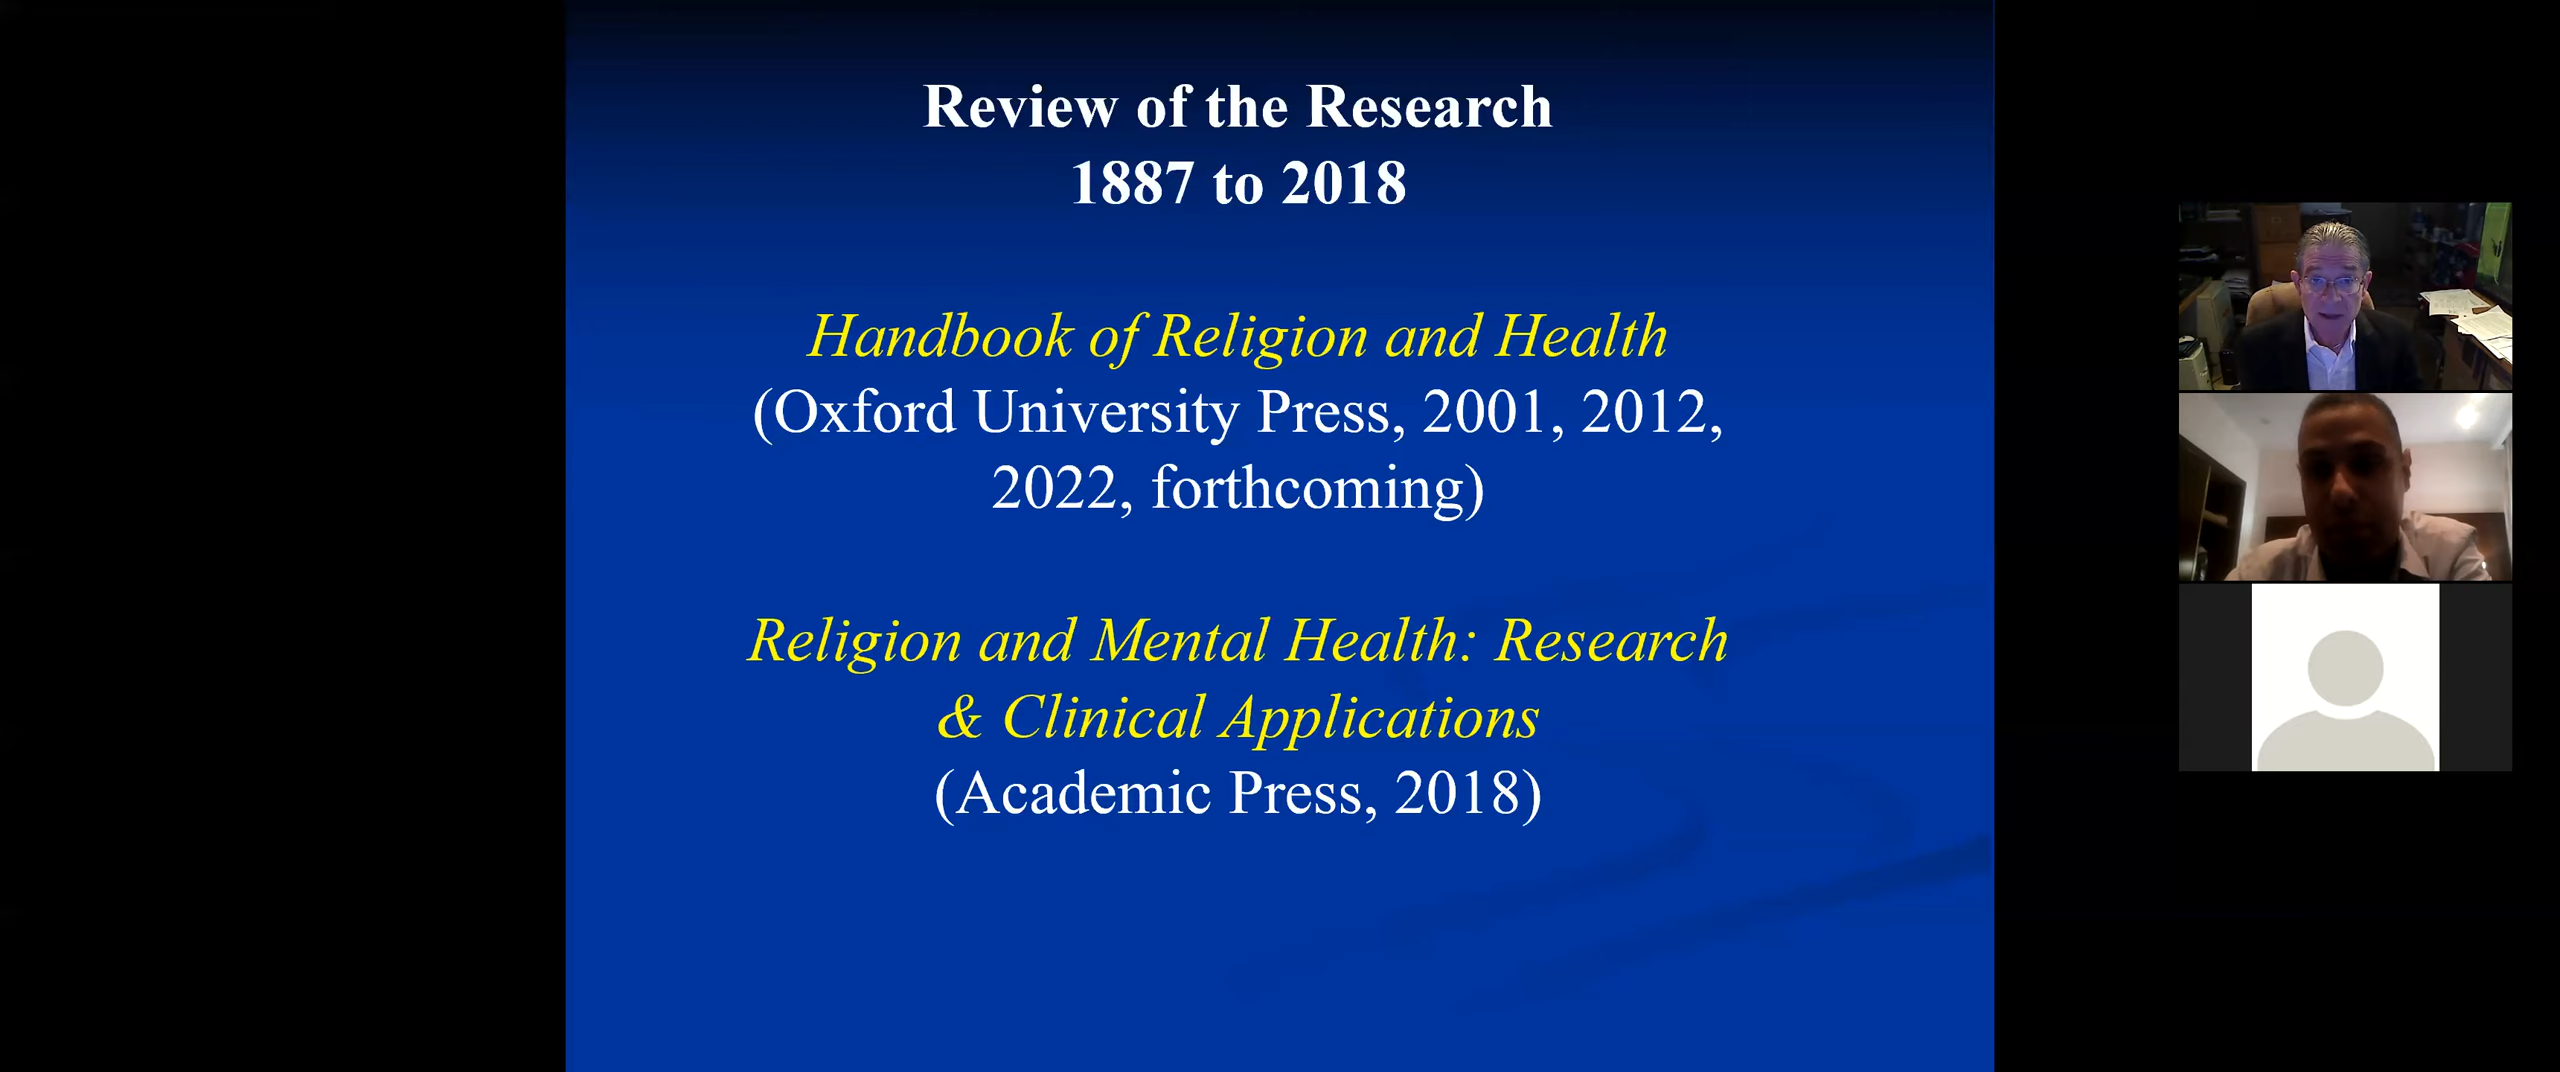 Review of the Research
1887 to 2018
Handbook of Religion and Health
(Oxford University Press, 2001, 2012,
2022, forthcoming)
Religion and Mental Health: Research
& Clinical Applications
(Academic Press, 2018)